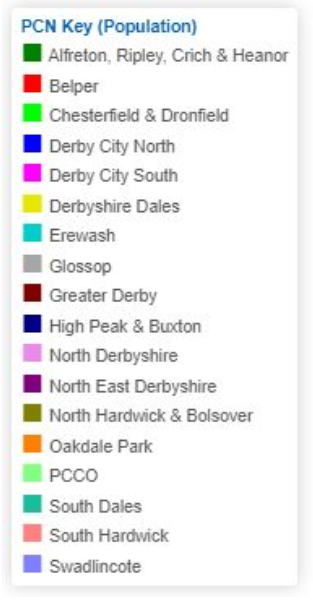 PCN Key (Population)
Alfreton, Ripley, Crich & Heanor
Belper
Chesterfield & Dronfield
Derby City North
Derby City South
Derbyshire Dales
Erewash
Glossop
Greater Derby
High Peak & Buxton
North Derbyshire
North East Derbyshire
North Hardwick & Bolsover
Oakdale Park
PCCO
South Dales
South Hardwick
Swadlincote